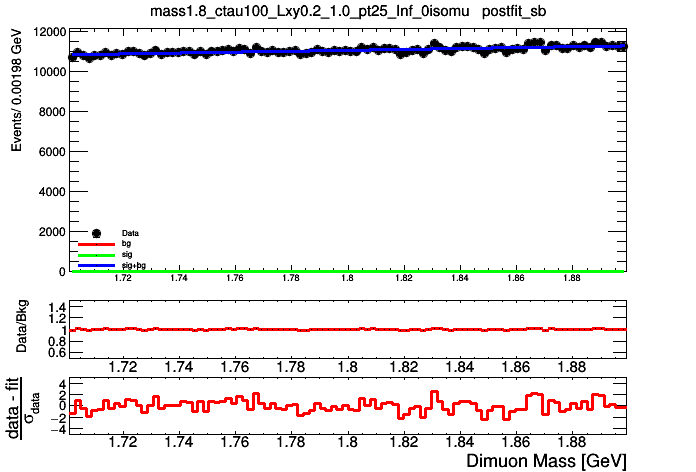 mass1.8_ctau100_Lxy0.2_1.0_pt25_Inf_0isomu postfit_sb
Events/ 0.00198 GeV
12000
10000
8000
6000
4000
2000
0
Data
bg
sig
sig+bg
1.72 1.74 1.76 1.78 1.8 1.82 1.84 1.86 1.88
Data/Bkg
1.4
1.2
1
0.8
0.6
1.72 1.74 1.76 1.78 1.8 1.82 1.84 1.86 1.88
data - fit
σdata
4
2
0
−2
−4
1.72 1.74 1.76 1.78 1.8 1.82 1.84 1.86 1.88
Dimuon Mass [GeV]